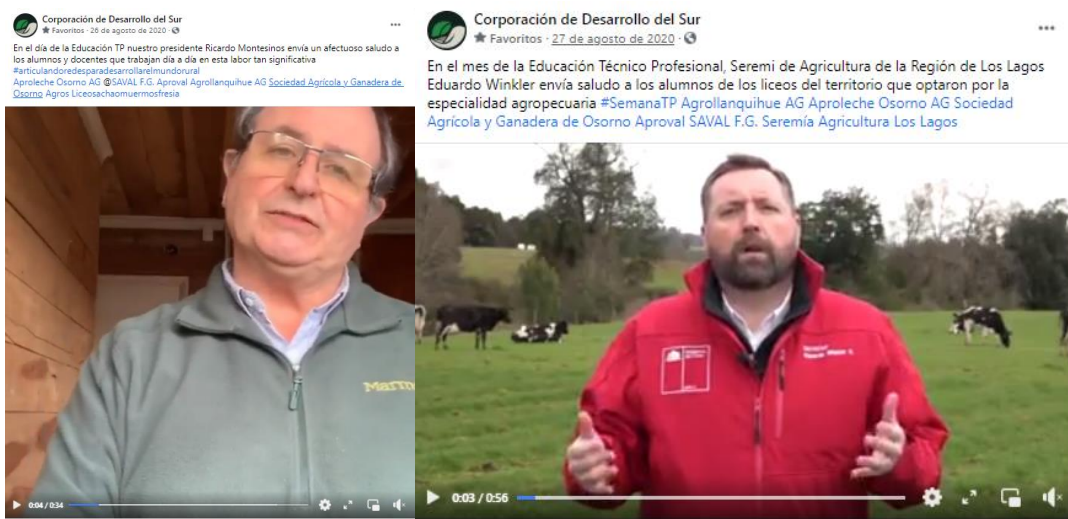 Corporación de Desarrollo del Sur
Favoritos · 26 de agosto de 2020 ·
En el día de la Educación TP nuestro presidente Ricardo Montesinos envía un afectuoso saludo a
los alumnos y docentes que trabajan día a día en esta labor tan significativa
#articulandoredesparadesarrollarelmundorural
Aproleche Osorno AG @SAVAL F.G. Aproval Agrollanquihue AG Sociedad Agrícola y Ganadera de
Osorno Agros Liceosachaomuermosfresia
0:04 / 0:34
Corporación de Desarrollo del Sur
Favoritos · 27 de agosto de 2020 ·
En el mes de la Educación Técnico Profesional, Seremi de Agricultura de la Región de Los Lagos
Eduardo Winkler envía saludo a los alumnos de los liceos del territorio que optaron por la
especialidad agropecuaria #SemanaTP Agrollanquihue AG Aproleche Osorno AG Sociedad
Agrícola y Ganadera de Osorno Aproval SAVAL F.G. Seremía Agricultura Los Lagos
0:03 / 0:56